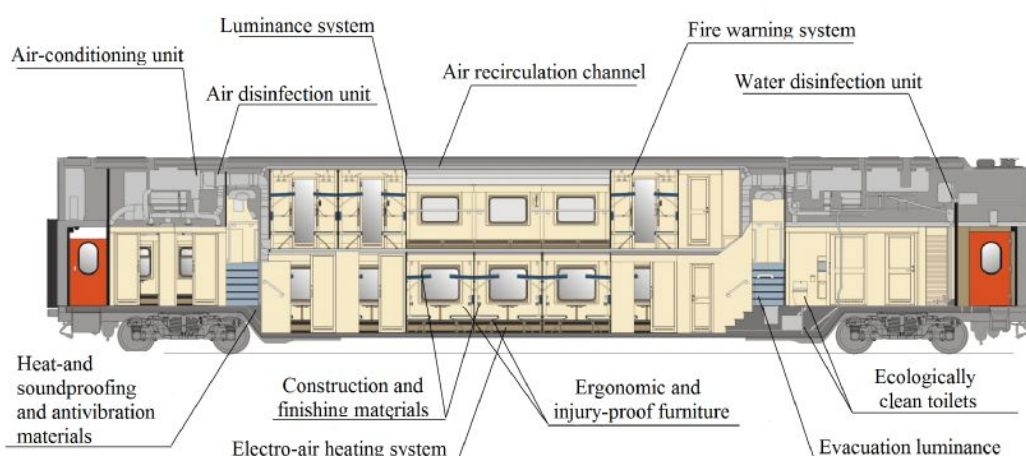 Luminance system
Fire warning system
Air-conditioning unit
Air recirculation channel
Water disinfection unit
Air disinfection unit
Heat-and
soundproofing
and antivibration
materials
Construction and
finishing materials
Ergonomic and
injury-proof furniture
Ecologically
clean toilets
Electro-air heating system
Evacuation luminance